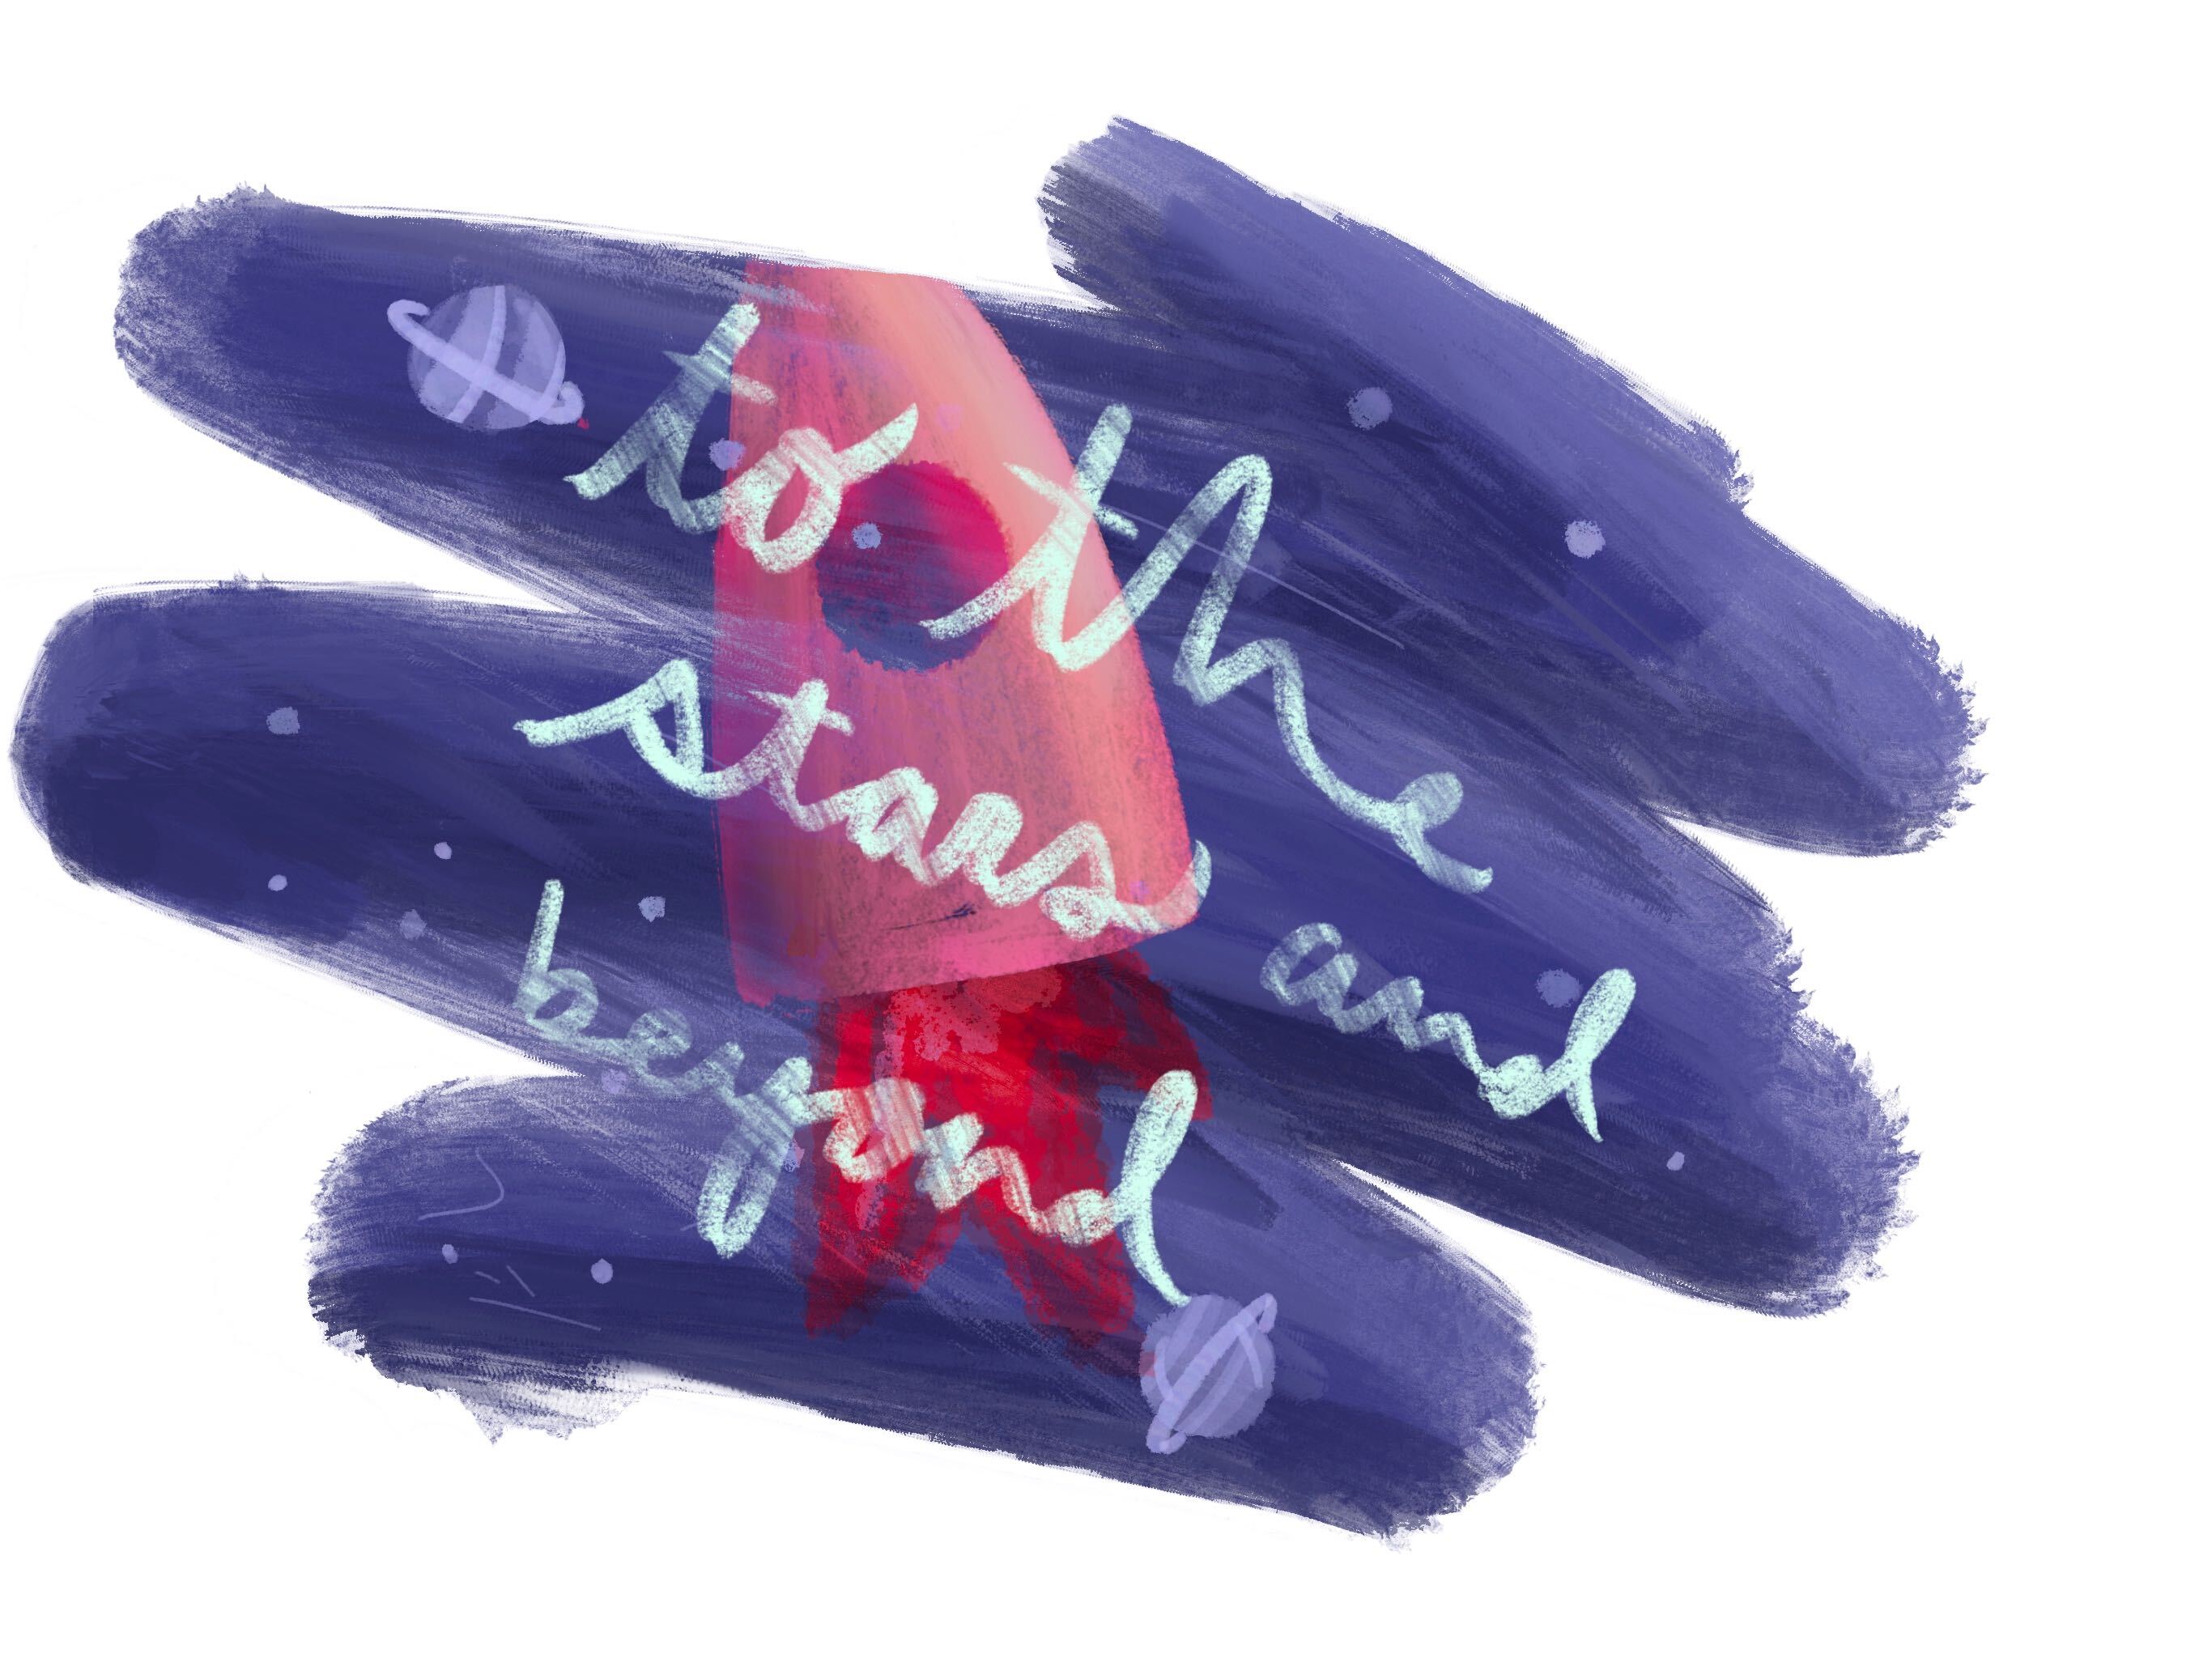 to the
stars and
beyond